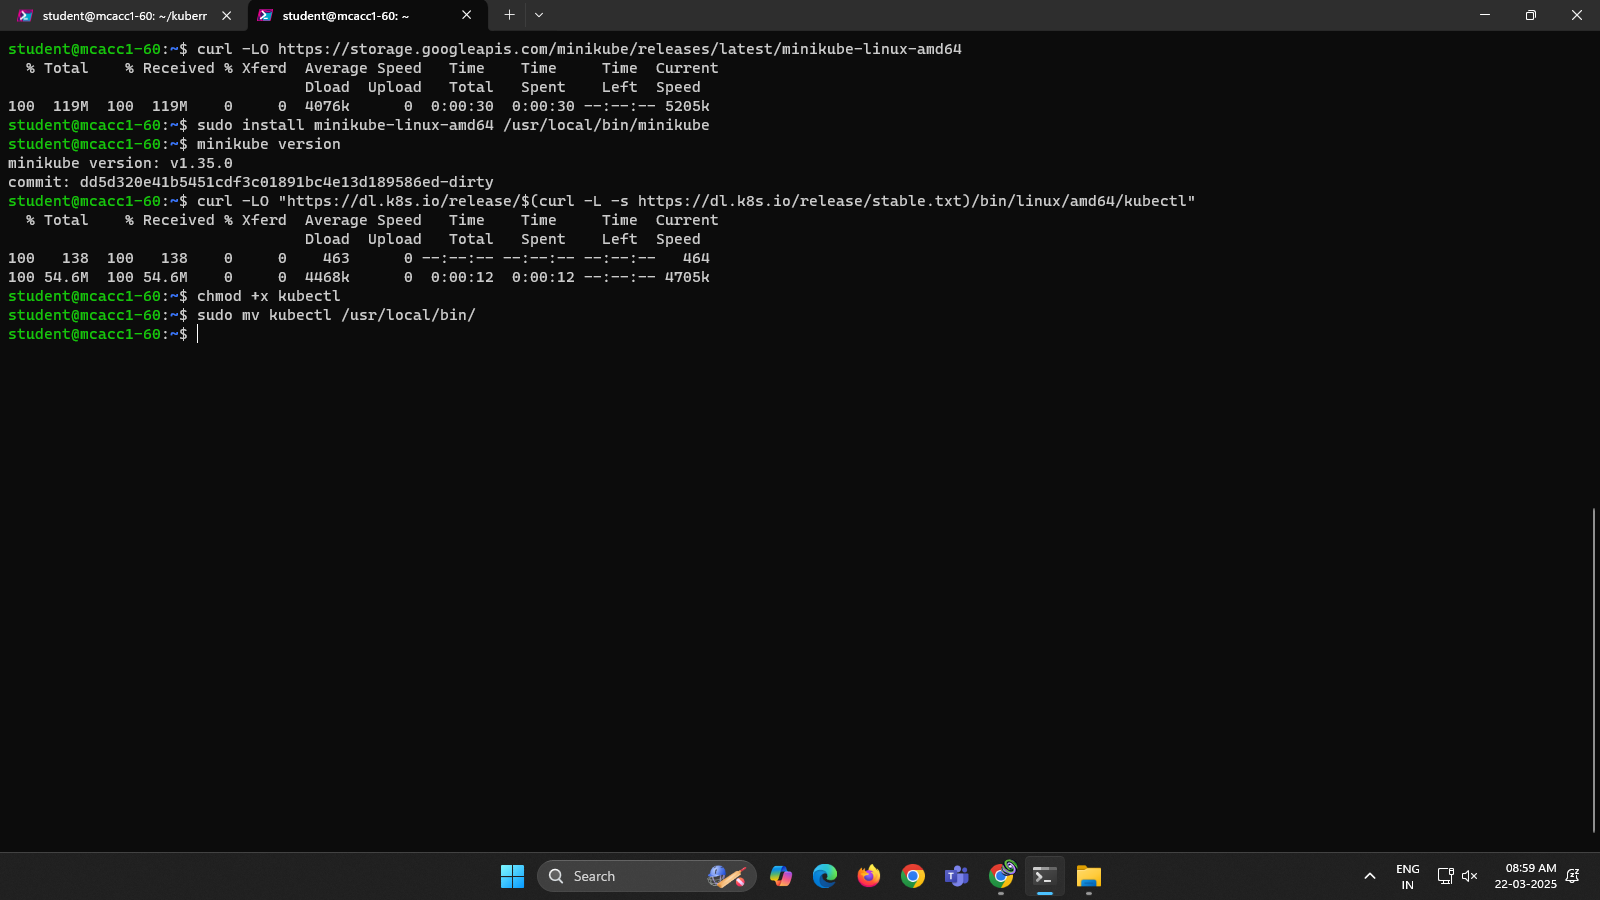 student@mcacc1-60: ~/kuberr
student@mcacc1-60: ~
student@mcacc1-60:~$ curl -LO https://storage.googleapis.com/minikube/releases/latest/minikube-linux-amd64
  % Total    % Received % Xferd  Average Speed   Time    Time     Time  Current
                                 Dload  Upload   Total   Spent    Left  Speed
100  119M  100  119M    0     0  4076k      0  0:00:30  0:00:30 --:--:-- 5205k
student@mcacc1-60:~$ sudo install minikube-linux-amd64 /usr/local/bin/minikube
student@mcacc1-60:~$ minikube version
minikube version: v1.35.0
commit: dd5d320e41b5451cdf3c01891bc4e13d189586ed-dirty
student@mcacc1-60:~$ curl -LO "https://dl.k8s.io/release/$(curl -L -s https://dl.k8s.io/release/stable.txt)/bin/linux/amd64/kubectl"
  % Total    % Received % Xferd  Average Speed   Time    Time     Time  Current
                                 Dload  Upload   Total   Spent    Left  Speed
100   138  100   138    0     0    463      0 --:--:-- --:--:-- --:--:--   464
100 54.6M  100 54.6M    0     0  4468k      0  0:00:12  0:00:12 --:--:-- 4705k
student@mcacc1-60:~$ chmod +x kubectl
student@mcacc1-60:~$ sudo mv kubectl /usr/local/bin/
student@mcacc1-60:~$
Search
ENG
IN
08:59 AM
22-03-2025